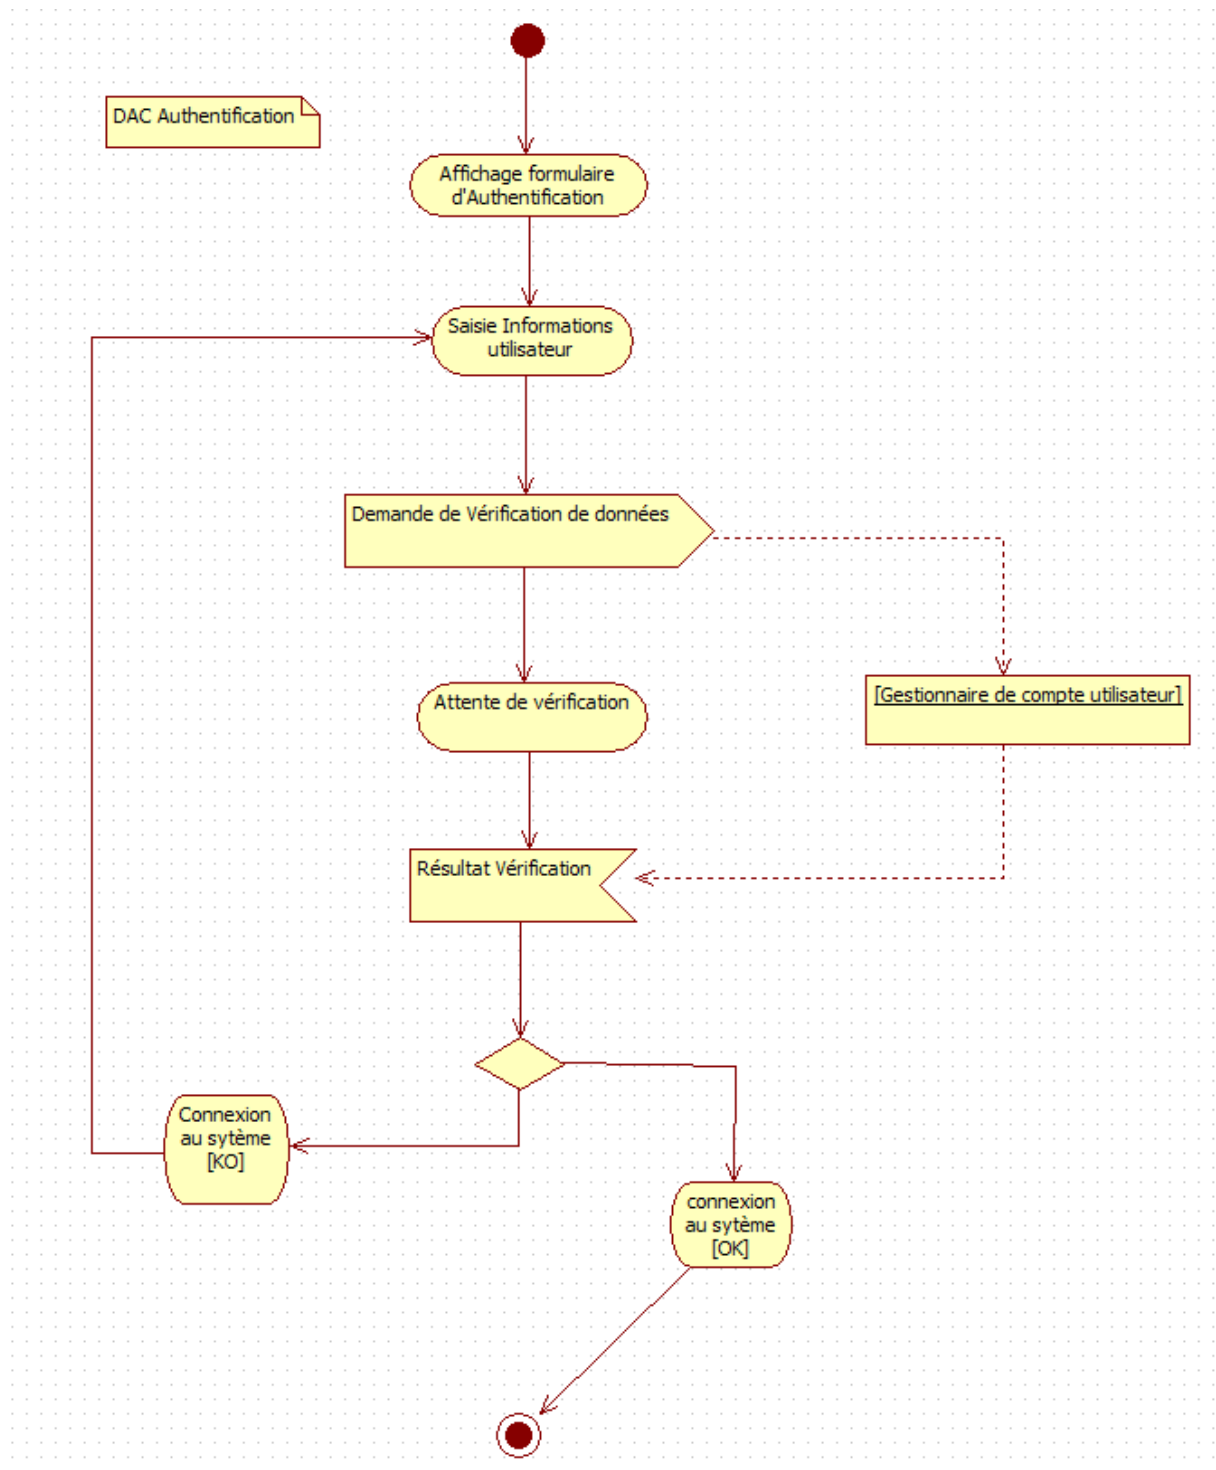 DAC Authentification
Affichage formulaire
d'Authentification
Saisie Informations
utilisateur
Demande de Vérification de données
Attente de vérification
[Gestionnaire de compte utilisateur]
Résultat Vérification
Connexion
au sytème
[KO]
connexion
au sytème
[OK]